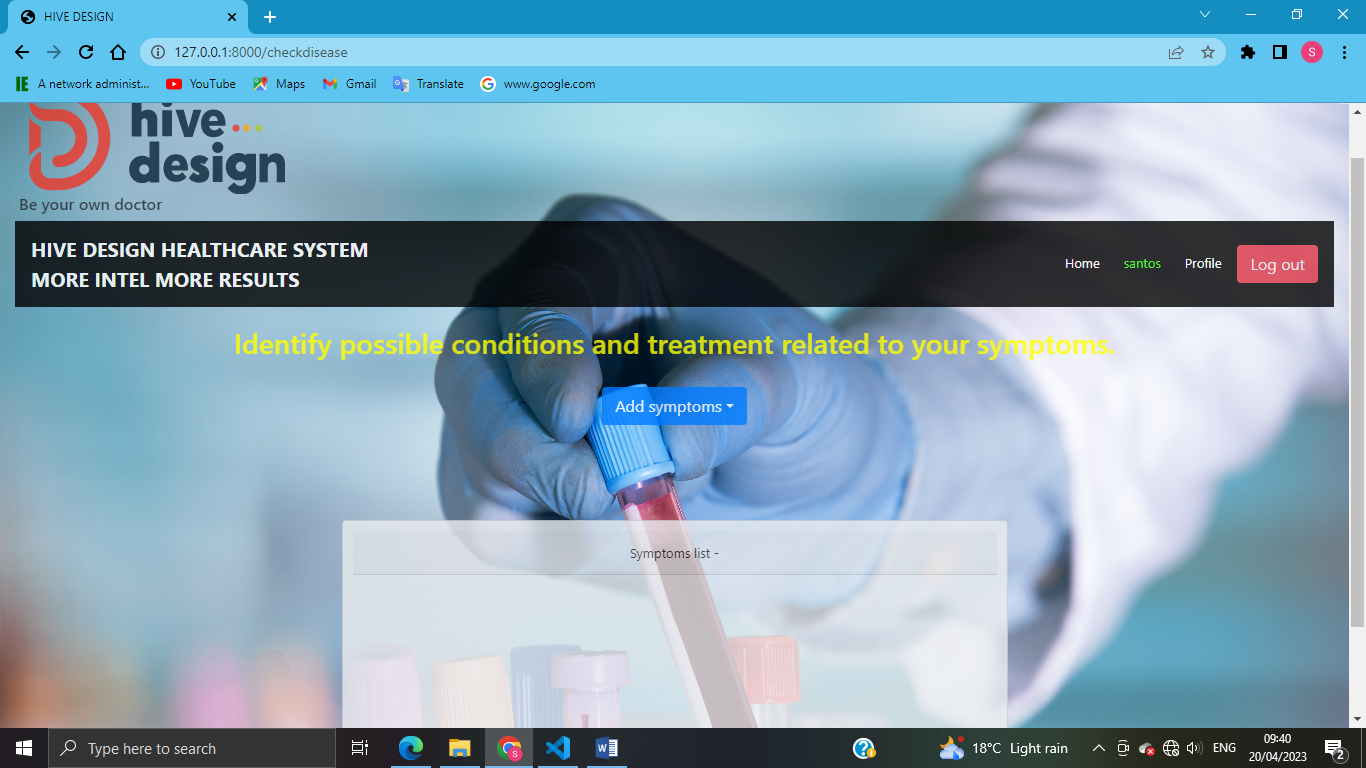 HIVE DESIGN
127.0.0.1:8000/checkdisease
S
A network administ...
YouTube
Maps
Gmail
Translate
www.google.com
hive
design
Be your own doctor
HIVE DESIGN HEALTHCARE SYSTEM
MORE INTEL MORE RESULTS
Home
santos
Profile
Log out
Identify possible conditions and treatment related to your symptoms.
Add symptoms
Symptoms list -
Type here to search
18°C Light rain
ENG
09:40
20/04/2023
2